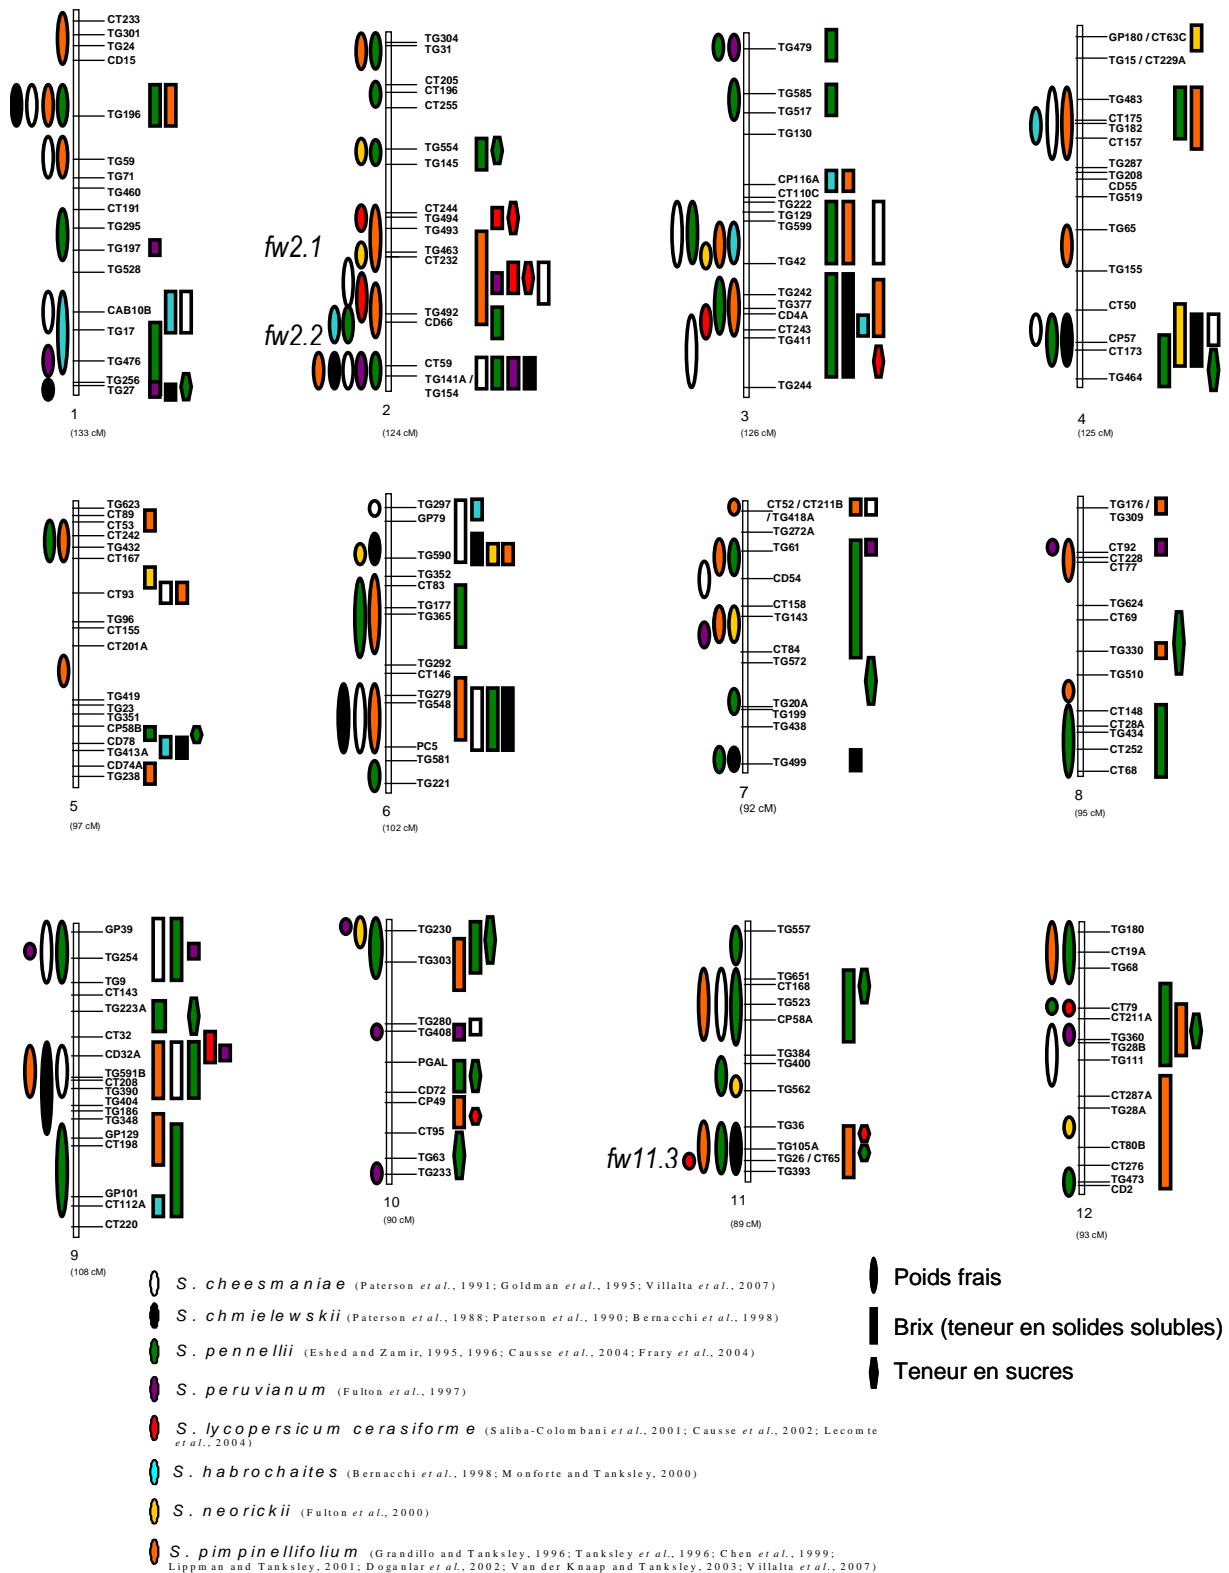 CT233
TG301
TG24
CD15
TG196
TG59
TG71
TG460
CT191
TG295
TG197
TG528
CAB10B
TG17
TG476
TG256
TG27
1
(133 cM)
TG304
TG31
CT205
CT196
CT255
TG554
TG145
CT244
TG494
TG493
fw2.1
TG463
CT232
TG492
CD66
fw2.2
CT59
TG141A /
TG154
2
(124 cM)
TG479
TG585
TG517
TG130
CP116A
CT110C
TG222
TG129
TG599
TG42
TG242
TG377
CD4A
CT243
TG411
TG244
3
(126 cM)
GP180 / CT63C
TG15 / CT229A
TG483
CT175
TG182
CT157
TG287
TG208
CD55
TG519
TG65
TG155
CT50
CP57
CT173
TG464
4
(125 cM)
TG623
CT89
CT53
CT242
TG432
CT167
CT93
TG96
CT155
CT201A
TG419
TG23
TG351
CP58B
CD78
TG413A
CD74A
TG238
5
(97 cM)
TG297
GP79
TG590
TG352
CT83
TG177
TG365
TG292
CT146
TG279
TG548
PC5
TG581
TG221
6
(102 cM)
CT52 / CT211B
/ TG418A
TG272A
TG61
CD54
CT158
TG143
CT84
TG572
TG20A
TG199
TG438
TG499
7
(92 cM)
TG176 /
TG309
CT92
CT228
CT77
TG624
CT69
TG330
TG510
CT148
CT28A
TG434
CT252
CT68
8
(95 cM)
GP39
TG254
TG9
CT143
TG223A
CT32
CD32A
TG591B
CT208
TG390
TG404
TG186
TG348
GP129
CT198
GP101
CT112A
CT220
9
(108 cM)
TG230
TG303
TG280
TG408
PGAL
CD72
CP49
CT95
TG63
TG233
10
(90 cM)
TG557
TG651
CT168
TG523
CP58A
TG384
TG400
TG562
TG36
TG105A
fw11.3
TG26 / CT65
TG393
11
(89 cM)
TG180
CT19A
TG68
CT79
CT211A
TG360
TG28B
TG111
CT287A
TG28A
CT80B
CT276
TG473
CD2
12
(93 cM)
S. cheesmaniae (Paterson et al., 1991; Goldman et al., 1995; Villalta et al., 2007)
S. chmielewskii (Paterson et al., 1988; Paterson et al., 1990; Bernacchi et al., 1998)
S. pennellii (Eshed and Zamir, 1995, 1996; Causse et al., 2004; Frary et al., 2004)
S. peruvianum (Fulton et al., 1997)
S. lycopersicum cerasiforme (Saliba-Colombani et al., 2001; Causse et al., 2002; Lecomte
et al., 2004)
S. habrochaites (Bernacchi et al., 1998; Monforte and Tanksley, 2000)
S. neorickii (Fulton et al., 2000)
S. pimpinellifolium (Grandillo and Tanksley, 1996; Tanksley et al., 1996; Chen et al., 1999;
Lippman and Tanksley, 2001; Doganlar et al., 2002; Van der Knaap and Tanksley, 2003; Villalta et al., 2007)
Poids frais
Brix (teneur en solides solubles)
Teneur en sucres